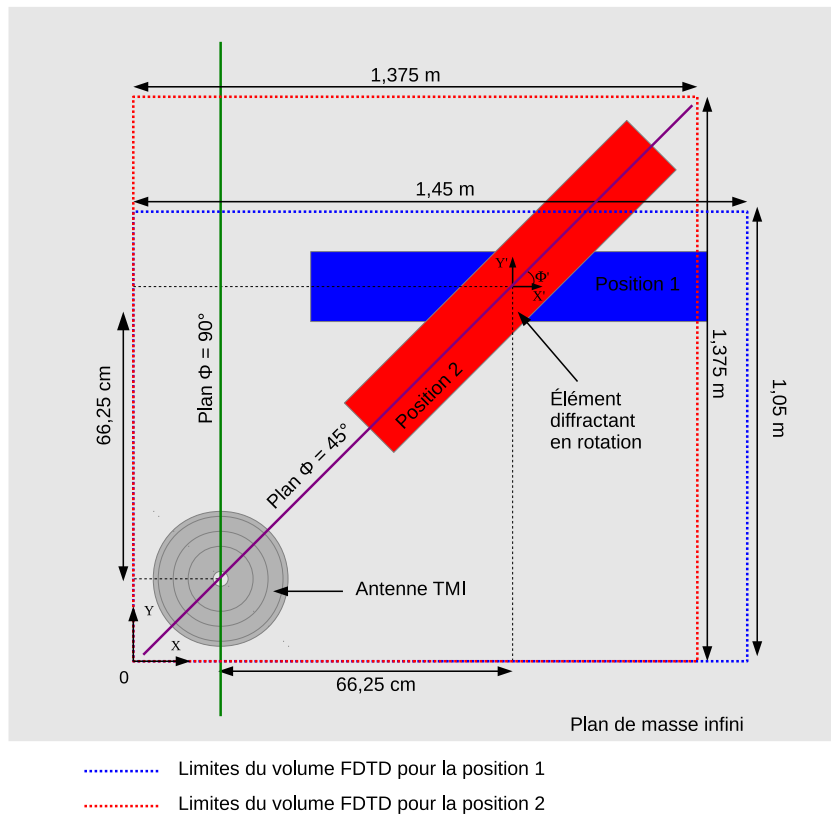 1,375 m
1,45 m
Y'
Φ'
X'
Position 1
Plan Φ = 90°
1,375 m
66,25 cm
Position 2
1,05 m
Élément
diffractant
en rotation
Plan Φ = 45°
Antenne TMI
Y
X
0
66,25 cm
Plan de masse infini
Limites du volume FDTD pour la position 1
Limites du volume FDTD pour la position 2